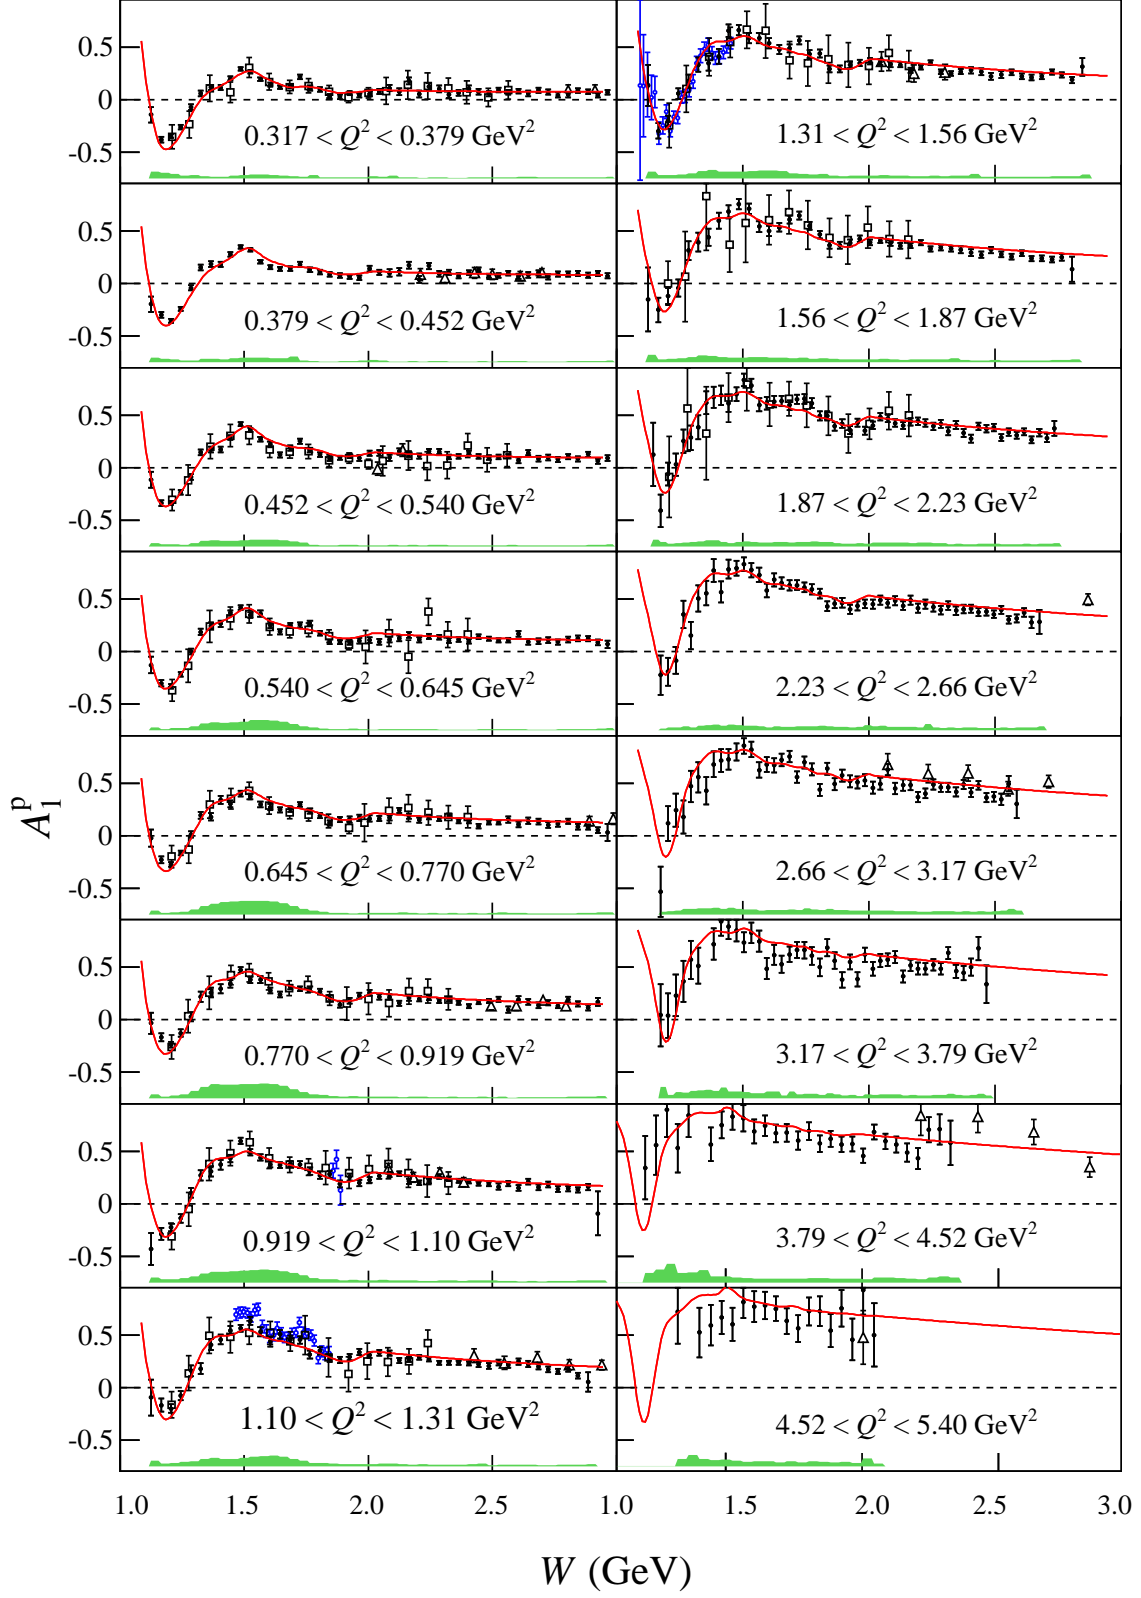 0.5
0
-0.5
0.317 < Q² < 0.379 GeV²
1.31 < Q² < 1.56 GeV²
0.5
0
-0.5
0.379 < Q² < 0.452 GeV²
1.56 < Q² < 1.87 GeV²
0.5
0
-0.5
0.452 < Q² < 0.540 GeV²
1.87 < Q² < 2.23 GeV²
0.5
0
-0.5
0.540 < Q² < 0.645 GeV²
2.23 < Q² < 2.66 GeV²
A₁ᵖ
0.5
0
-0.5
0.645 < Q² < 0.770 GeV²
2.66 < Q² < 3.17 GeV²
0.5
0
-0.5
0.770 < Q² < 0.919 GeV²
3.17 < Q² < 3.79 GeV²
0.5
0
-0.5
0.919 < Q² < 1.10 GeV²
3.79 < Q² < 4.52 GeV²
0.5
0
-0.5
1.10 < Q² < 1.31 GeV²
4.52 < Q² < 5.40 GeV²
1.0 1.5 2.0 2.5 1.0 1.5 2.0 2.5 3.0
W (GeV)